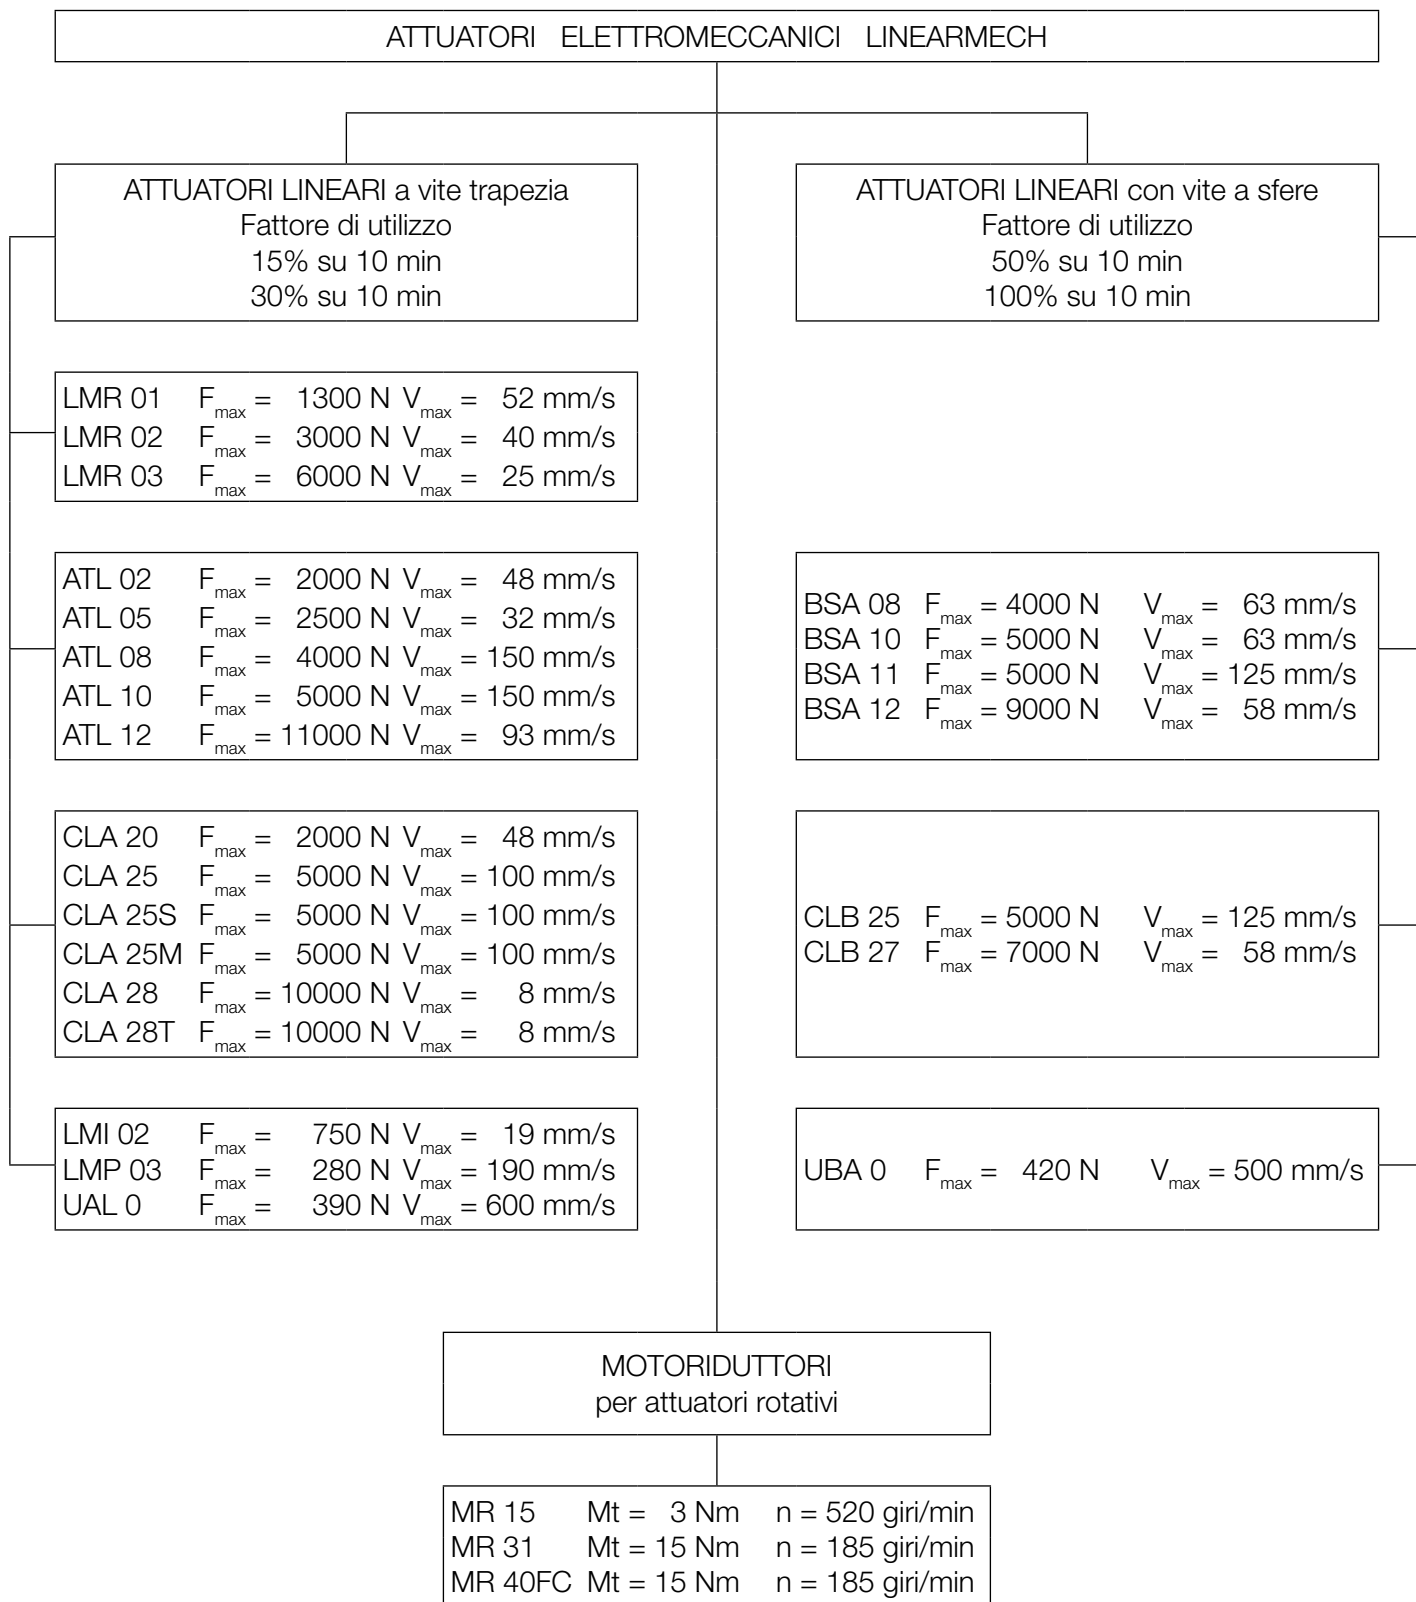 ATTUATORI ELETTROMECCANICI LINEARMECH
ATTUATORI LINEARI a vite trapezia
Fattore di utilizzo
15% su 10 min
30% su 10 min
ATTUATORI LINEARI con vite a sfere
Fattore di utilizzo
50% su 10 min
100% su 10 min
LMR 01 Fmax = 1300 N Vmax = 52 mm/s
LMR 02 Fmax = 3000 N Vmax = 40 mm/s
LMR 03 Fmax = 6000 N Vmax = 25 mm/s
ATL 02 Fmax = 2000 N Vmax = 48 mm/s
ATL 05 Fmax = 2500 N Vmax = 32 mm/s
ATL 08 Fmax = 4000 N Vmax = 150 mm/s
ATL 10 Fmax = 5000 N Vmax = 150 mm/s
ATL 12 Fmax = 11000 N Vmax = 93 mm/s
BSA 08 Fmax = 4000 N Vmax = 63 mm/s
BSA 10 Fmax = 5000 N Vmax = 63 mm/s
BSA 11 Fmax = 5000 N Vmax = 125 mm/s
BSA 12 Fmax = 9000 N Vmax = 58 mm/s
CLA 20 Fmax = 2000 N Vmax = 48 mm/s
CLA 25 Fmax = 5000 N Vmax = 100 mm/s
CLA 25S Fmax = 5000 N Vmax = 100 mm/s
CLA 25M Fmax = 5000 N Vmax = 100 mm/s
CLA 28 Fmax = 10000 N Vmax = 8 mm/s
CLA 28T Fmax = 10000 N Vmax = 8 mm/s
CLB 25 Fmax = 5000 N Vmax = 125 mm/s
CLB 27 Fmax = 7000 N Vmax = 58 mm/s
LMI 02 Fmax = 750 N Vmax = 19 mm/s
LMP 03 Fmax = 280 N Vmax = 190 mm/s
UAL 0 Fmax = 390 N Vmax = 600 mm/s
UBA 0 Fmax = 420 N Vmax = 500 mm/s
MOTORIDUTTORI
per attuatori rotativi
MR 15 Mt = 3 Nm n = 520 giri/min
MR 31 Mt = 15 Nm n = 185 giri/min
MR 40FC Mt = 15 Nm n = 185 giri/min